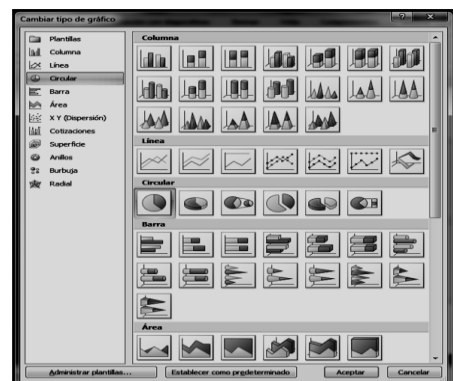 Cambiar tipo de gráfico
Plantillas
Columna
Línea
Circular
Barra
Área
X Y (Dispersión)
Cotizaciones
Superficie
Anillos
Burbuja
Radial
Columna
Línea
Circular
Barra
Área
Administrar plantillas...
Establecer como predeterminado
Aceptar
Cancelar